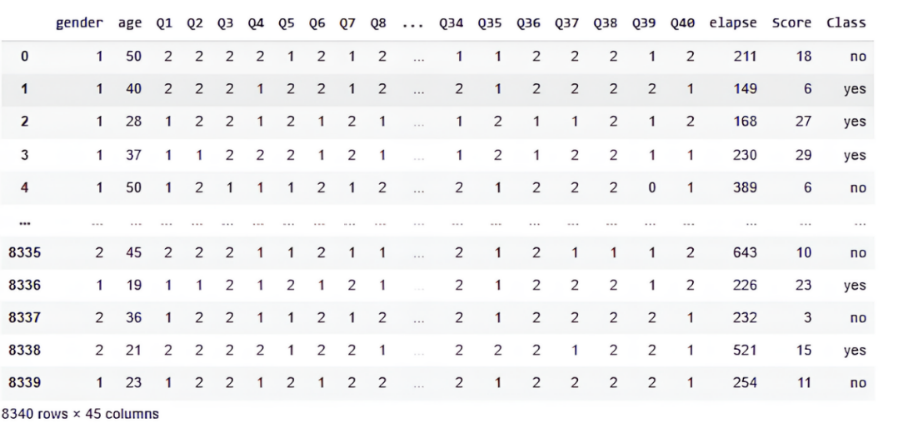 gender age Q1 Q2 Q3 Q4 Q5 Q6 Q7 Q8 ... Q34 Q35 Q36 Q37 Q38 Q39 Q40 elapse Score Class
0 1 50 2 2 2 2 1 2 1 2 ... 1 1 2 2 2 1 2 211 18 no
1 1 40 2 2 2 1 2 2 1 2 ... 2 1 2 2 2 2 1 149 6 yes
2 1 28 1 2 2 1 2 1 2 1 ... 1 2 1 1 2 1 2 168 27 yes
3 1 37 1 1 2 2 2 1 2 1 ... 1 2 1 2 2 1 1 230 29 yes
4 1 50 1 2 1 1 1 2 1 2 ... 2 1 2 2 2 0 1 389 6 no
... ... ... ... ... ... ... ... ... ... ... ... ... ... ... ... ... ... ... ... ... ...
8335 2 45 2 2 2 1 1 2 1 1 ... 2 1 2 1 1 1 2 643 10 no
8336 1 19 1 1 2 1 2 1 2 1 ... 2 1 2 2 2 1 2 226 23 yes
8337 2 36 1 2 2 1 1 2 1 2 ... 2 1 2 2 2 2 1 232 3 no
8338 2 21 2 2 2 2 1 2 2 1 ... 2 2 2 1 2 2 1 521 15 yes
8339 1 23 1 2 2 1 2 1 2 2 ... 2 1 2 2 2 2 1 254 11 no
8340 rows × 45 columns